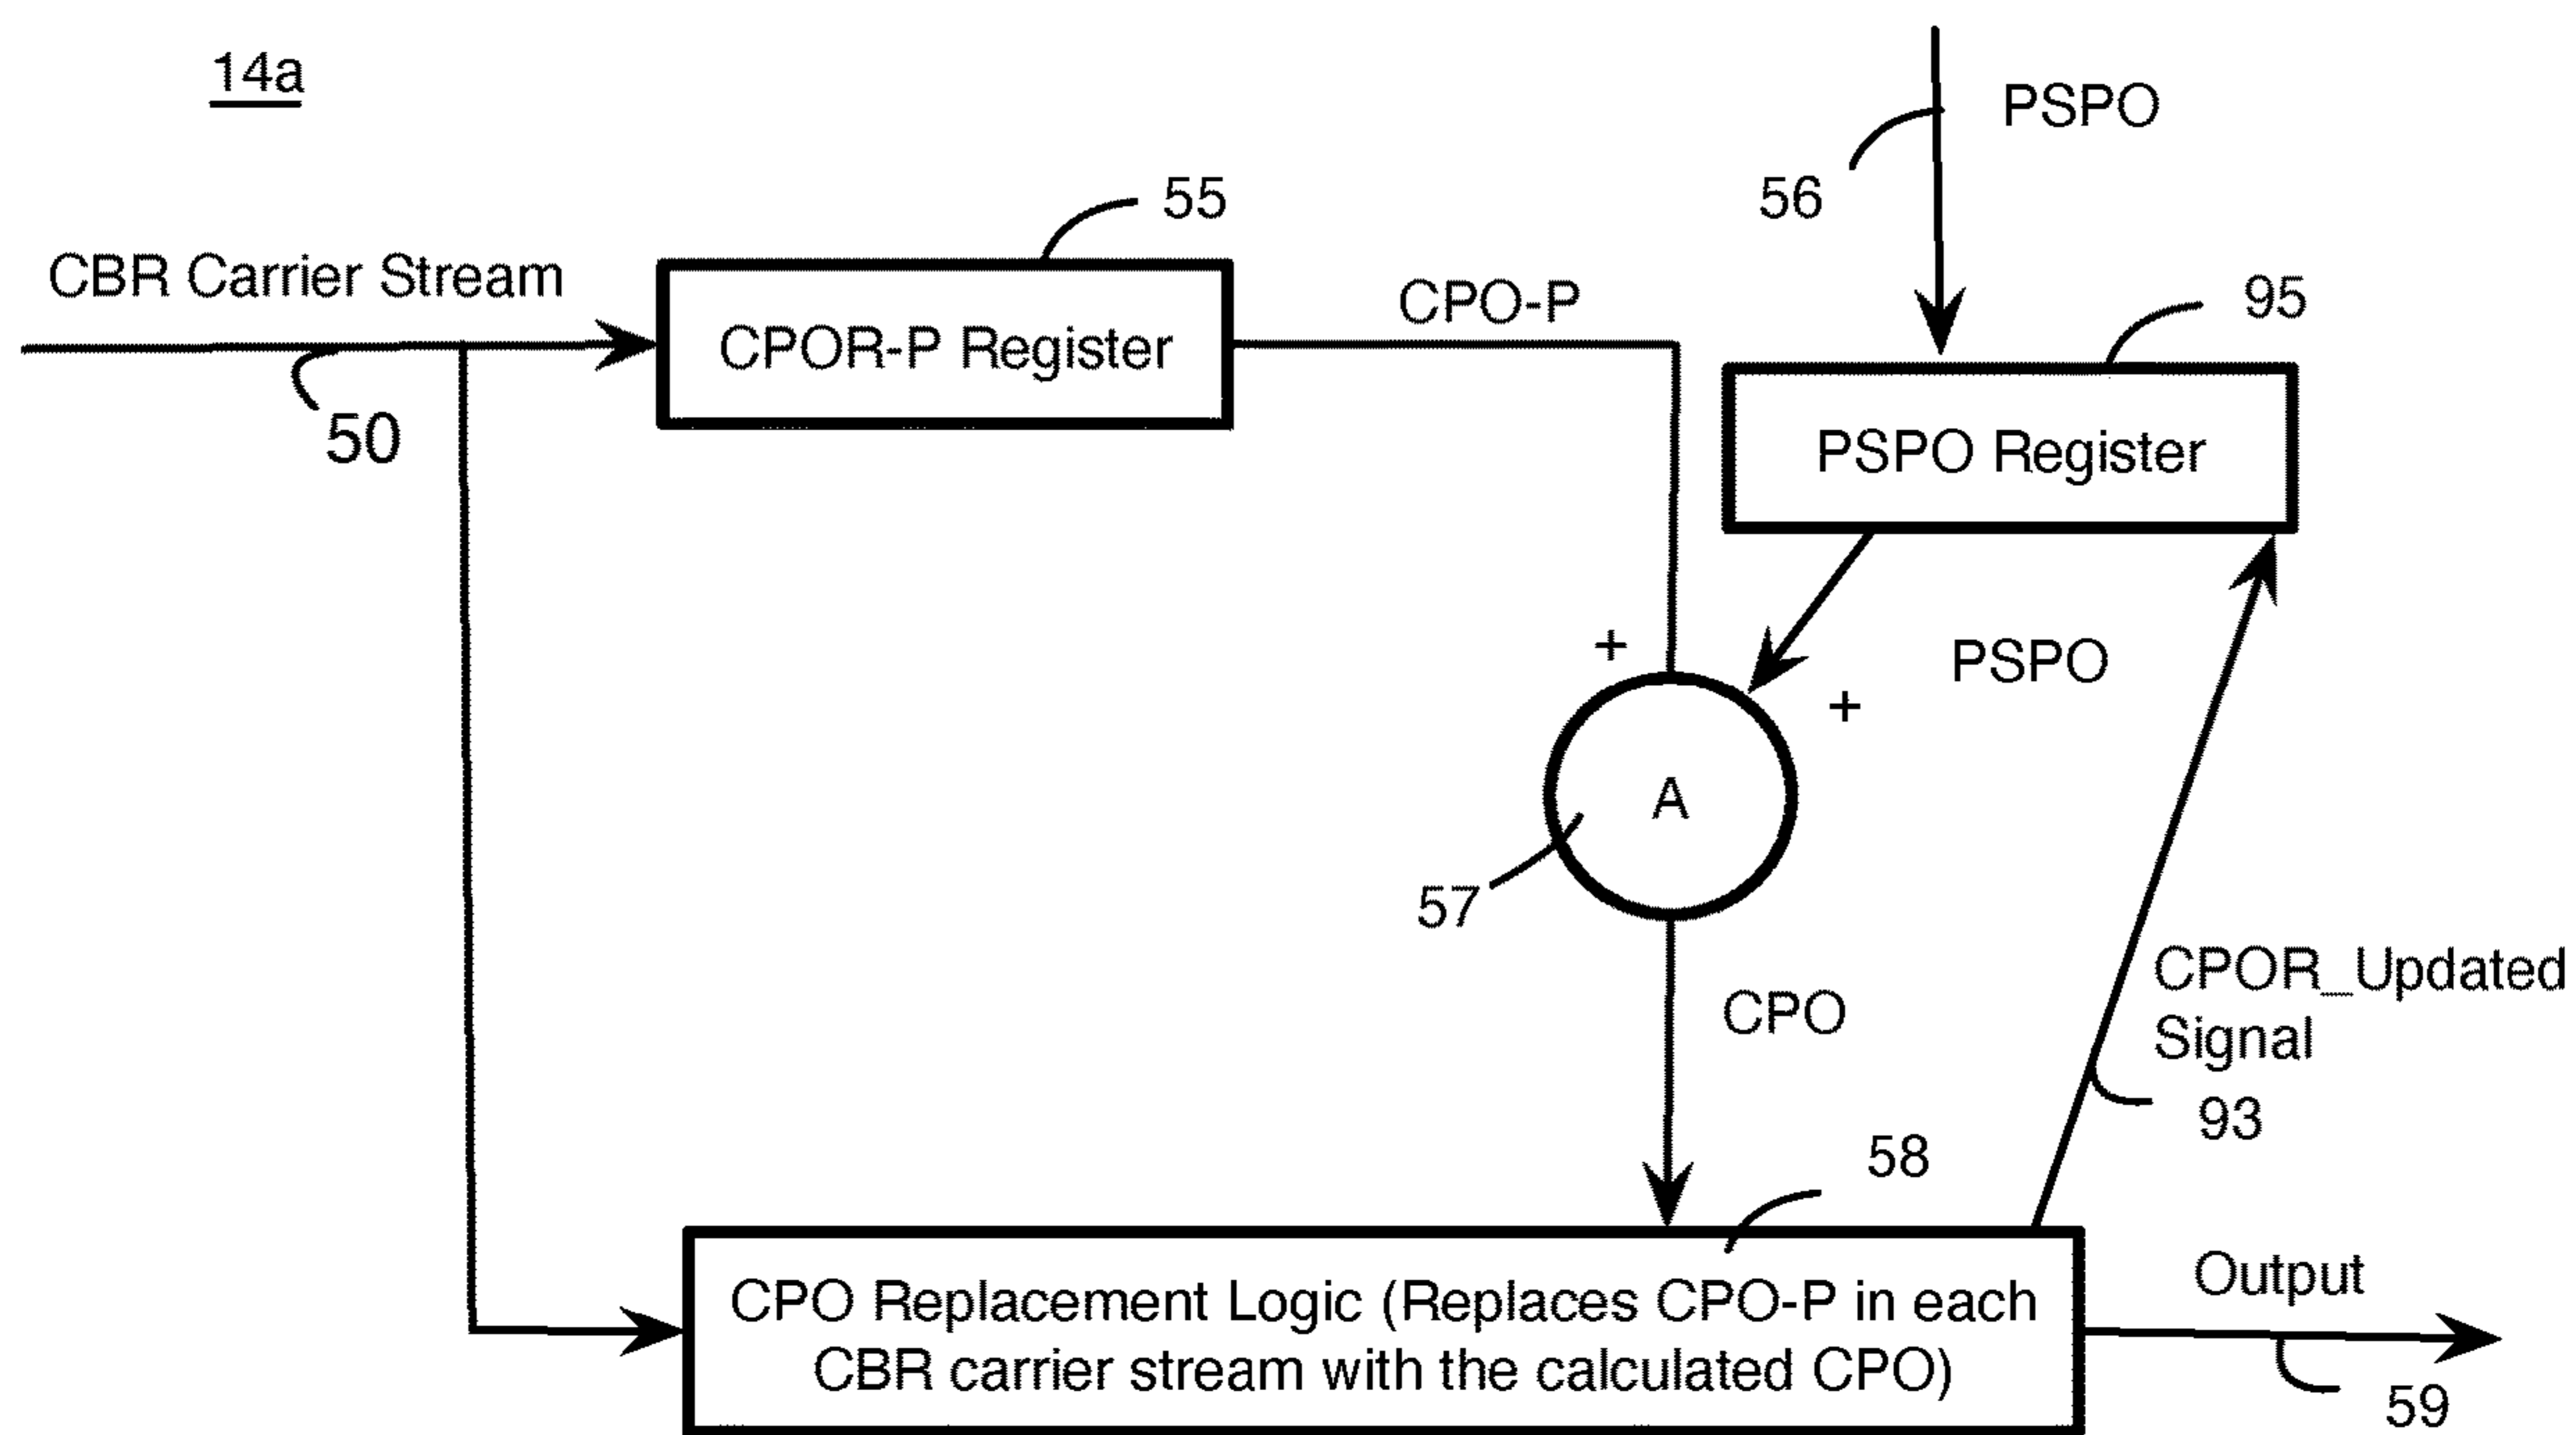 14a
PSPO
56
55
CBR Carrier Stream
CPOR-P Register
CPO-P
95
50
PSPO Register
+
PSPO
+
A
57
CPO
CPOR_Updated
Signal
93
58
CPO Replacement Logic (Replaces CPO-P in each
CBR carrier stream with the calculated CPO)
Output
59